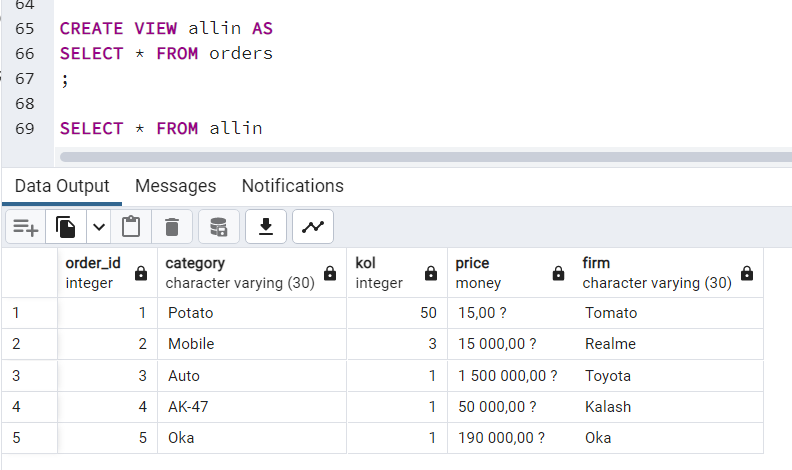 64
65 CREATE VIEW allin AS
66 SELECT * FROM orders
67 ;
68
69 SELECT * FROM allin
Data Output Messages Notifications
order_id category kol price firm
integer character varying (30) integer money character varying (30)
1 1 Potato 50 15,00 ? Tomato
2 2 Mobile 3 15 000,00 ? Realme
3 3 Auto 1 1 500 000,00 ? Toyota
4 4 AK-47 1 50 000,00 ? Kalash
5 5 Oka 1 190 000,00 ? Oka